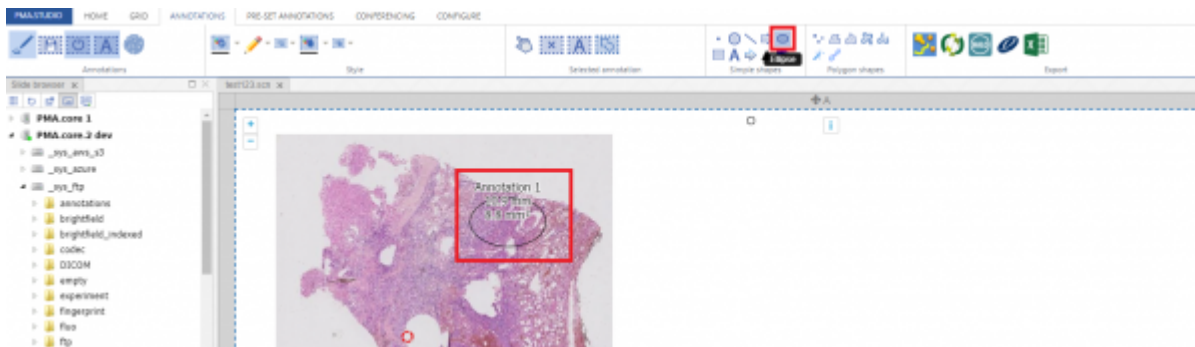 PMA.STUDIO HOME GRID ANNOTATIONS PRE-SET ANNOTATIONS CONFERENCING CONFIGURE
Annotations Style Selected annotation Simple shapes Polygon shapes Export
Ellipse
Slide browser test123.scn
A
PMA.core 1
PMA.core.2 dev
_sys_aws_s3
_sys_azure
_sys_ftp
annotations
brightfield
brightfield_indexed
codec
DICOM
empty
experiment
fingerprint
fluo
ftp
Annotation 1